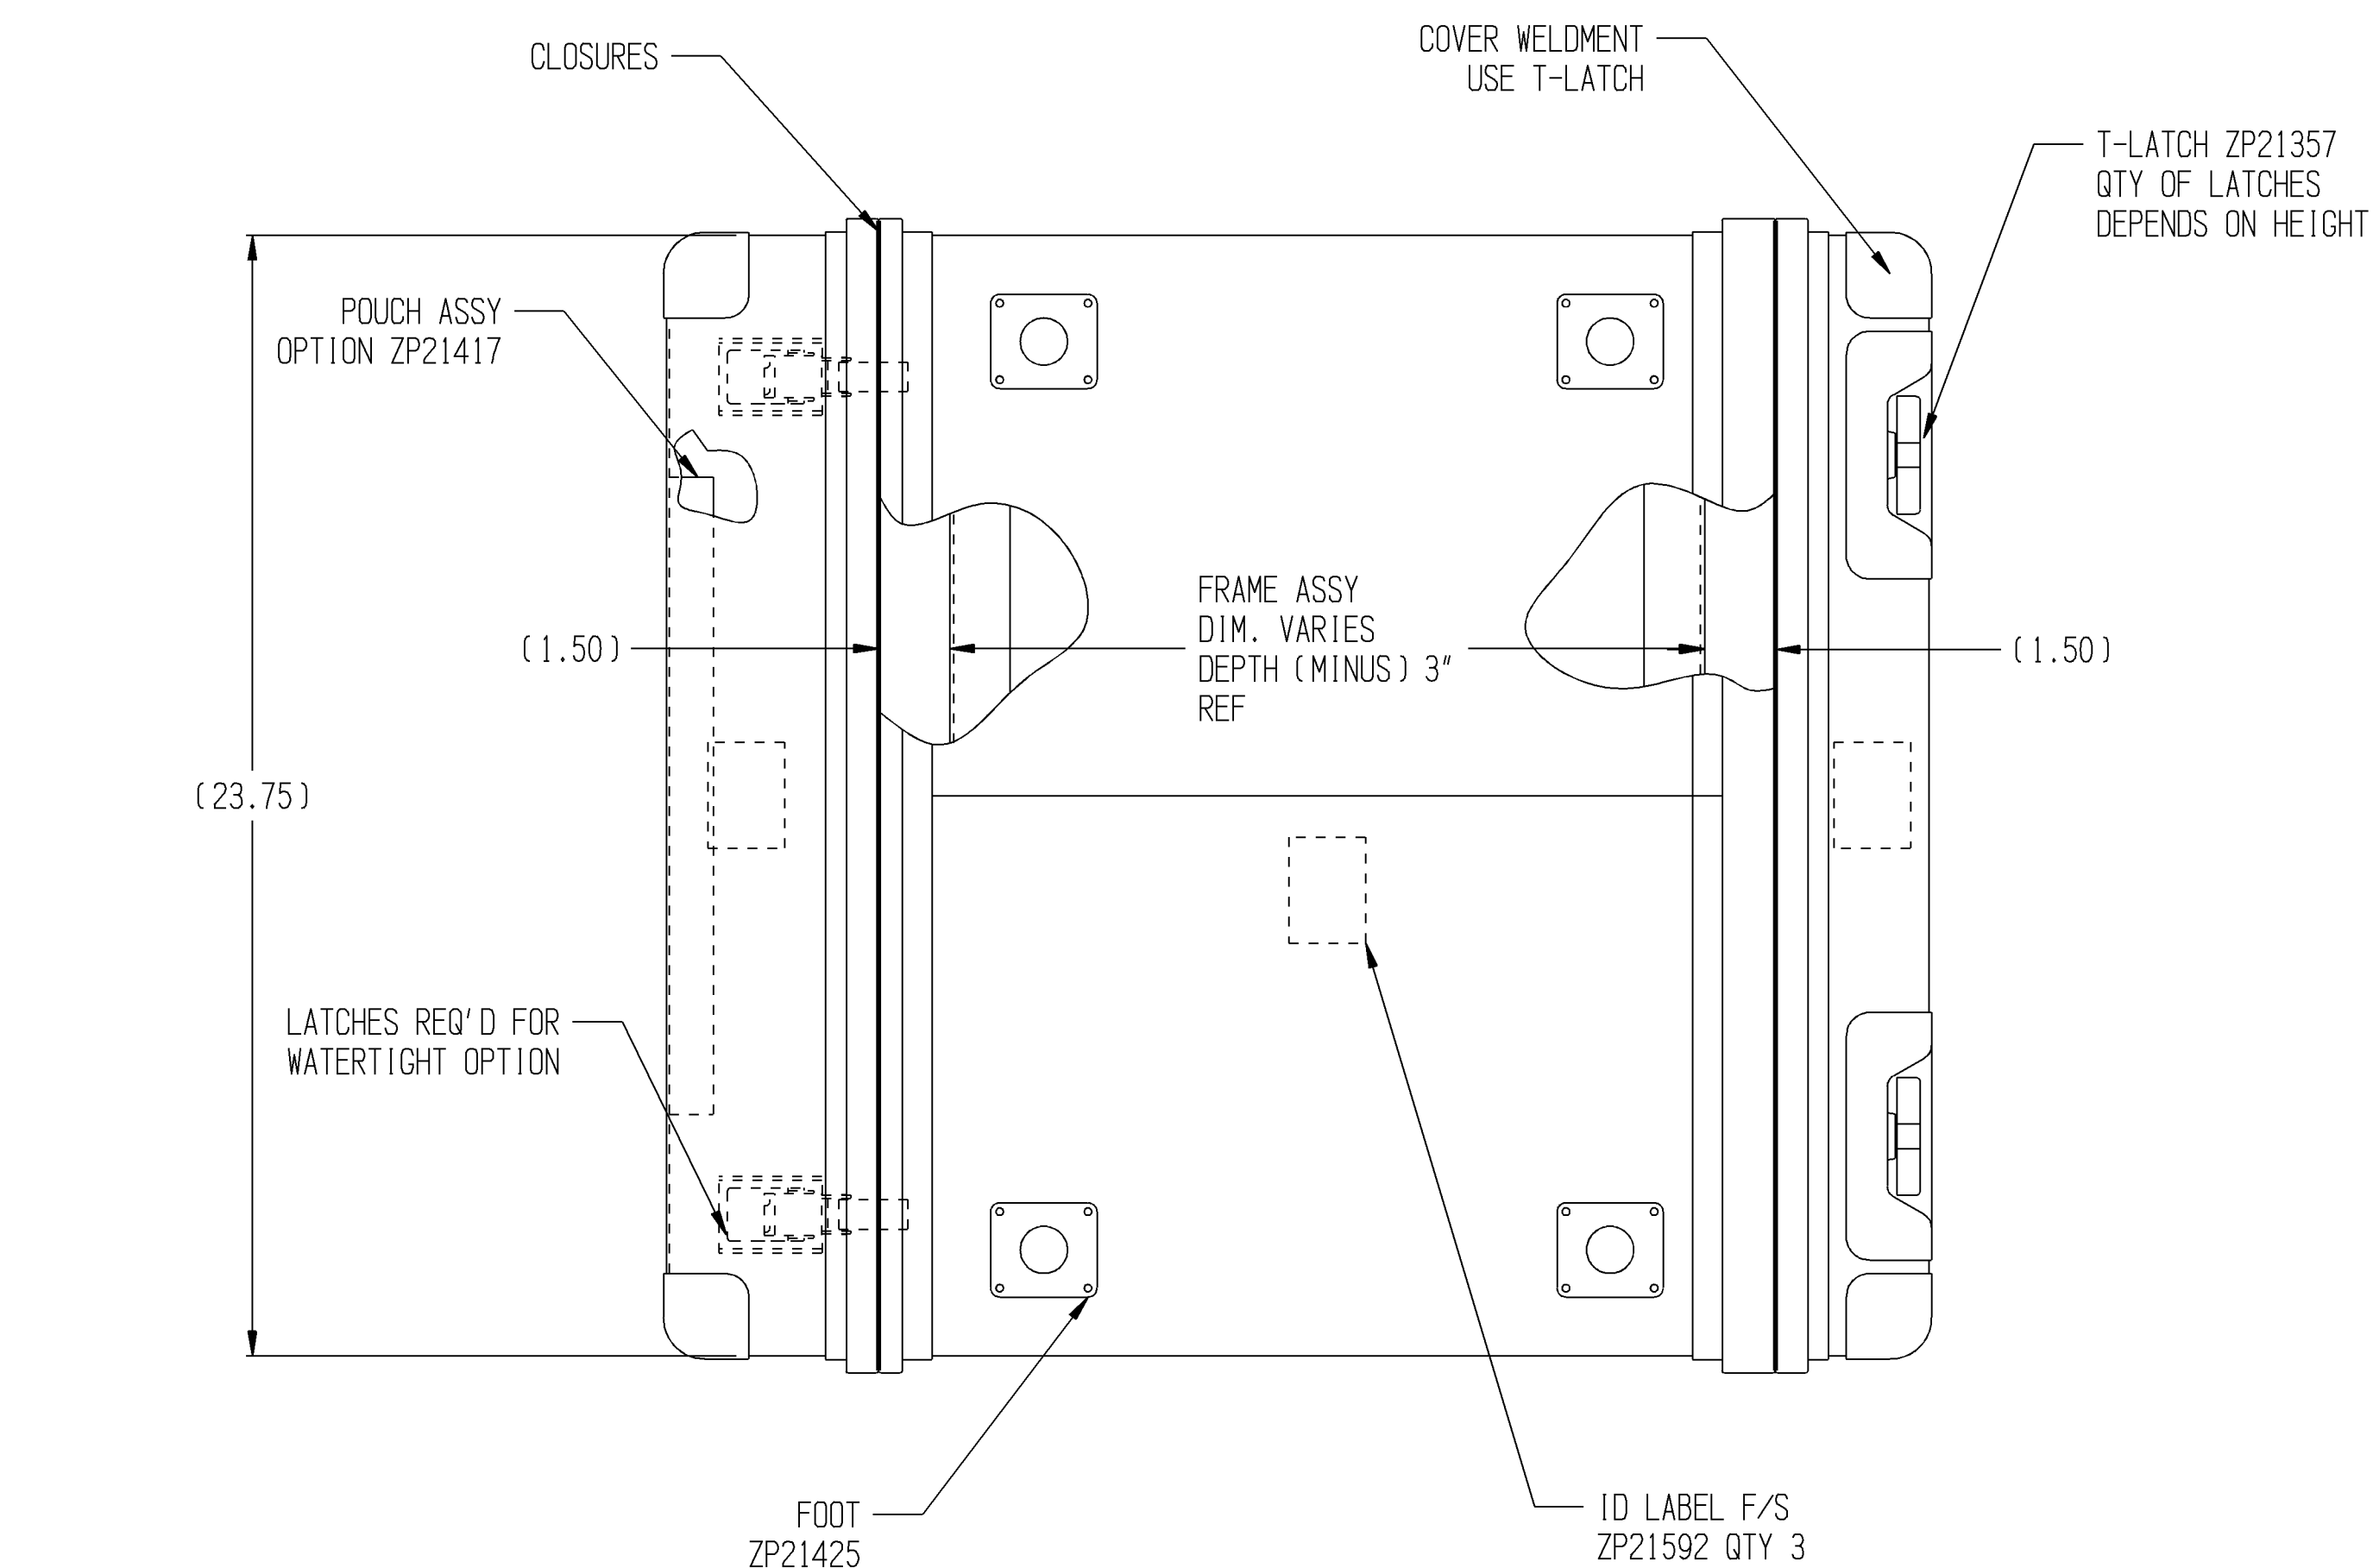 CLOSURES
COVER WELDMENT
USE T-LATCH
T-LATCH ZP21357
QTY OF LATCHES
DEPENDS ON HEIGHT
POUCH ASSY
OPTION ZP21417
FRAME ASSY
DIM. VARIES
DEPTH (MINUS) 3"
REF
(1.50)
(1.50)
(23.75)
LATCHES REQ'D FOR
WATERTIGHT OPTION
FOOT
ZP21425
ID LABEL F/S
ZP21592 QTY 3